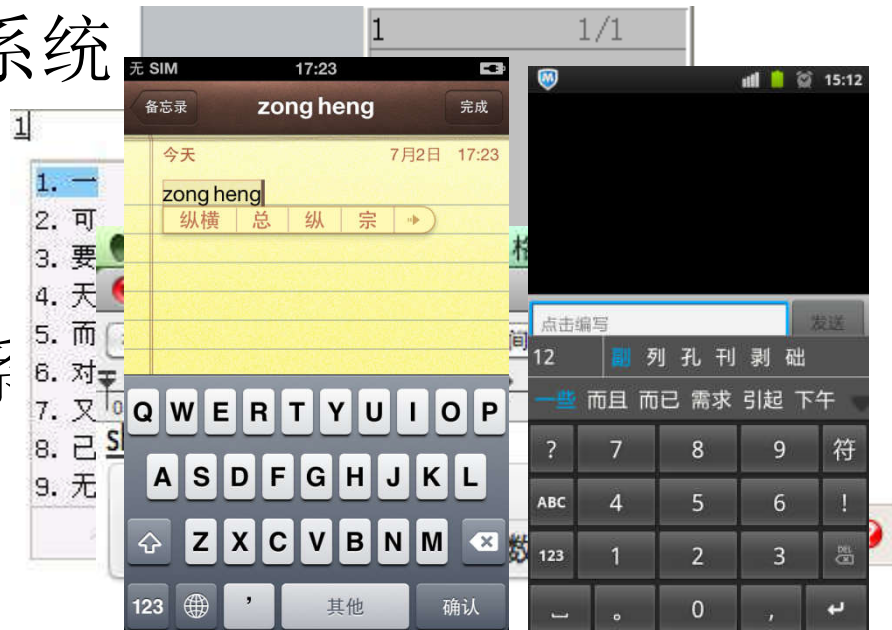 系统
1 1/1
1
1. 一
2. 可
3. 要
4. 天
5. 而
6. 对
7. 又
8. 已
9. 无
无 SIM 17:23
备忘录 zong heng 完成
今天 7月2日 17:23
zong heng
纵横 总 纵 宗
Q W E R T Y U I O P
A S D F G H J K L
Z X C V B N M
123 , 其他 确认
格
间
数
15:12
点击编写 发送
12 副 列 孔 刊 剥 础
一些 而且 而已 需求 引起 下午
? 7 8 9 符
ABC 4 5 6 !
123 1 2 3 DEL
。 0 ,